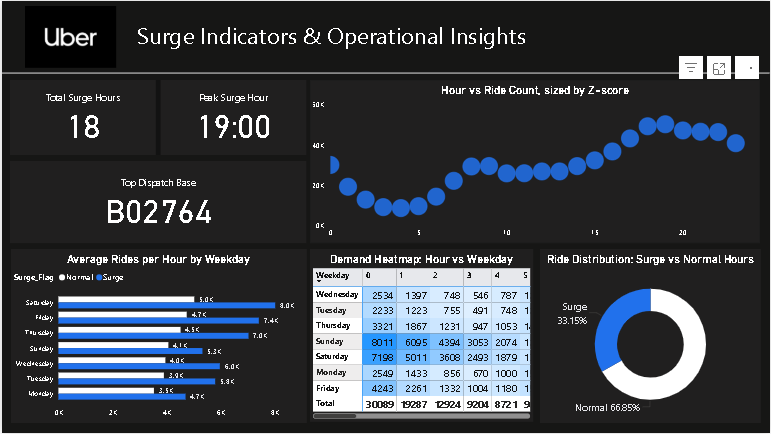 Uber
Surge Indicators & Operational Insights
Total Surge Hours
18
Peak Surge Hour
19:00
Top Dispatch Base
B02764
Hour vs Ride Count, sized by Z-score
60K
40K
20K
0K
0 5 10 15 20
Average Rides per Hour by Weekday
Surge_Flag Normal Surge
Saturday 5.0K 8.0K
Friday 4.7K 7.4K
Thursday 4.5K 7.0K
Sunday 4.1K 5.3K
Wednesday 4.0K 6.0K
Tuesday 3.9K 5.8K
Monday 3.5K 4.7K
0K 2K 4K 6K 8K
Demand Heatmap: Hour vs Weekday
Weekday 0 1 2 3 4 5
Wednesday 2534 1397 748 546 787 1
Tuesday 2233 1223 755 491 748 1
Thursday 3321 1867 1231 947 1053
Sunday 8011 6095 4394 3053 2074 1
Saturday 7198 5011 3608 2493 1879 1
Monday 2549 1433 856 670 1000 1
Friday 4243 2261 1332 1004 1180 1
Total 30089 19287 12924 9204 8721 9
Ride Distribution: Surge vs Normal Hours
Surge
33.15%
Normal 66.85%